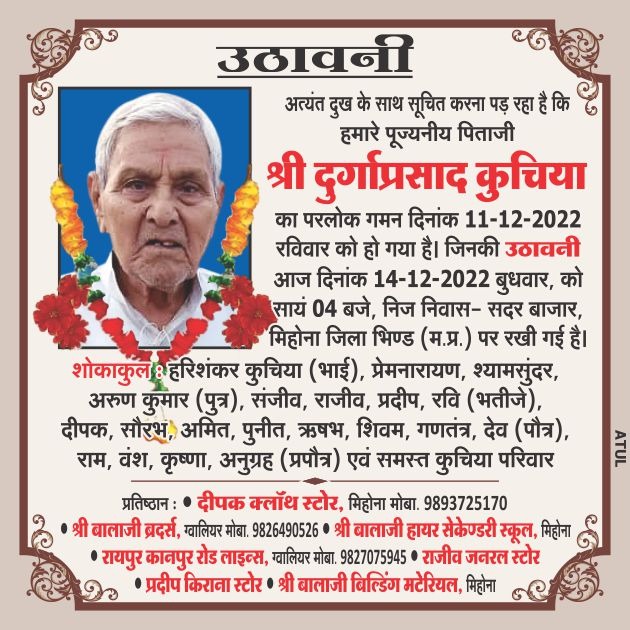 उठावनी
अत्यंत दुख के साथ सूचित करना पड़ रहा है कि
हमारे पूज्यनीय पिताजी
श्री दुर्गाप्रसाद कुचिया
का परलोक गमन दिनांक 11-12-2022
रविवार को हो गया है। जिनकी उठावनी
आज दिनांक 14-12-2022 बुधवार, को
सायं 04 बजे, निज निवास– सदर बाजार,
मिहोना जिला भिण्ड (म.प्र.) पर रखी गई है।
शोकाकुल : हरिशंकर कुचिया (भाई), प्रेमनारायण, श्यामसुंदर,
अरुण कुमार (पुत्र), संजीव, राजीव, प्रदीप, रवि (भतीजे),
दीपक, सौरभ, अमित, पुनीत, ऋषभ, शिवम, गणतंत्र, देव (पौत्र),
राम, वंश, कृष्णा, अनुग्रह (प्रपौत्र) एवं समस्त कुचिया परिवार
प्रतिष्ठान : • दीपक क्लॉथ स्टोर, मिहोना मोबा. 9893725170
• श्री बालाजी ब्रदर्स, ग्वालियर मोबा. 9826490526 • श्री बालाजी हायर सेकेण्डरी स्कूल, मिहोना
• रायपुर कानपुर रोड लाइन्स, ग्वालियर मोबा. 9827075945 • राजीव जनरल स्टोर
• प्रदीप किराना स्टोर • श्री बालाजी बिल्डिंग मटेरियल, मिहोना
ATUL